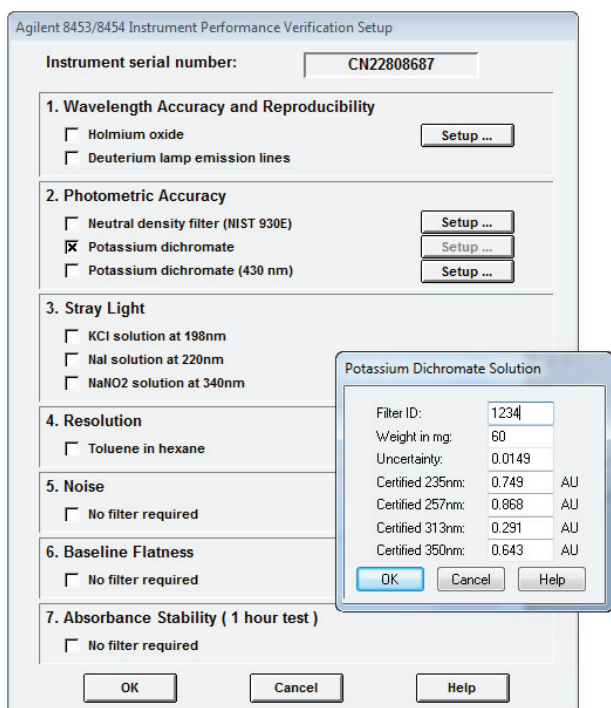 Agilent 8453/8454 Instrument Performance Verification Setup
Instrument serial number: CN22808687
1. Wavelength Accuracy and Reproducibility
Holmium oxide Setup ...
Deuterium lamp emission lines
2. Photometric Accuracy
Neutral density filter (NIST 930E) Setup ...
Potassium dichromate Setup ...
Potassium dichromate (430 nm) Setup ...
3. Stray Light
KCl solution at 198nm
NaI solution at 220nm
NaNO2 solution at 340nm
4. Resolution
Toluene in hexane
5. Noise
No filter required
6. Baseline Flatness
No filter required
7. Absorbance Stability ( 1 hour test )
No filter required
OK Cancel Help
Potassium Dichromate Solution
Filter ID: 1234
Weight in mg: 60
Uncertainty: 0.0149
Certified 235nm: 0.749 AU
Certified 257nm: 0.868 AU
Certified 313nm: 0.291 AU
Certified 350nm: 0.643 AU
OK Cancel Help